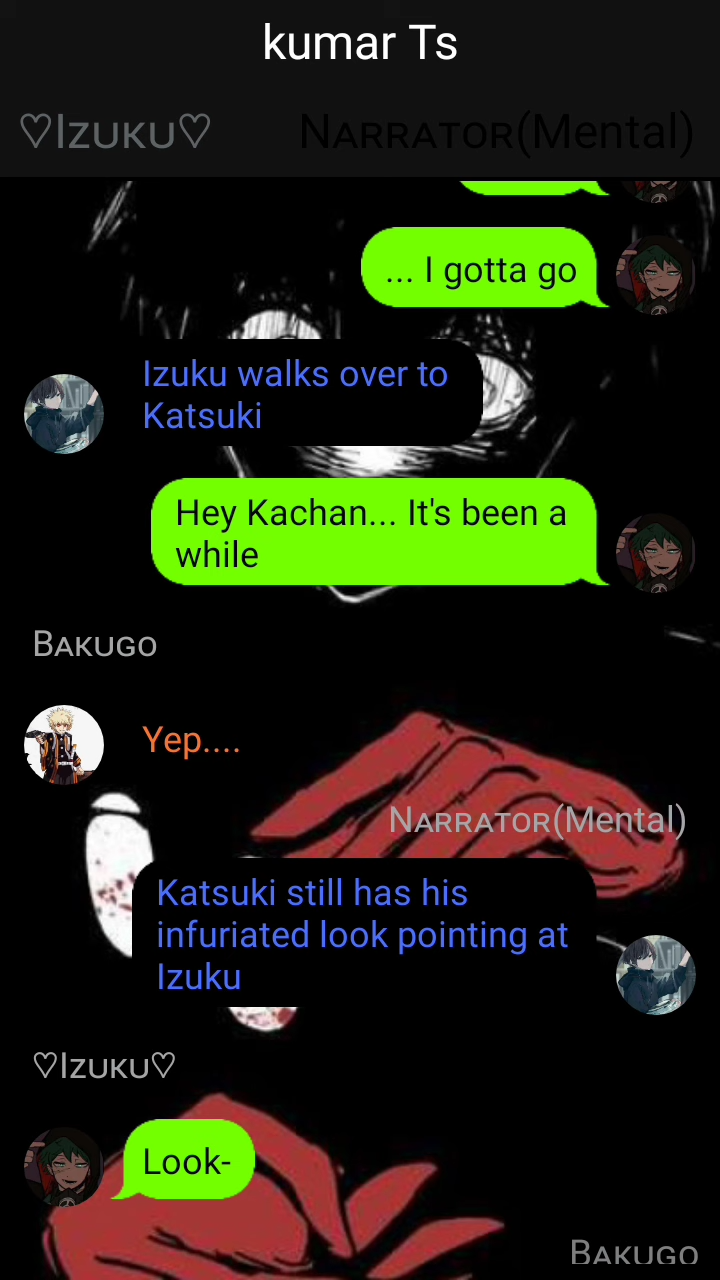 kumar Ts
♡Izuku♡ Narrator(Mental)
... I gotta go
Izuku walks over to
Katsuki
Hey Kachan... It's been a
while
Bakugo
Yep....
Narrator(Mental)
Katsuki still has his
infuriated look pointing at
Izuku
♡Izuku♡
Look-
Bakugo